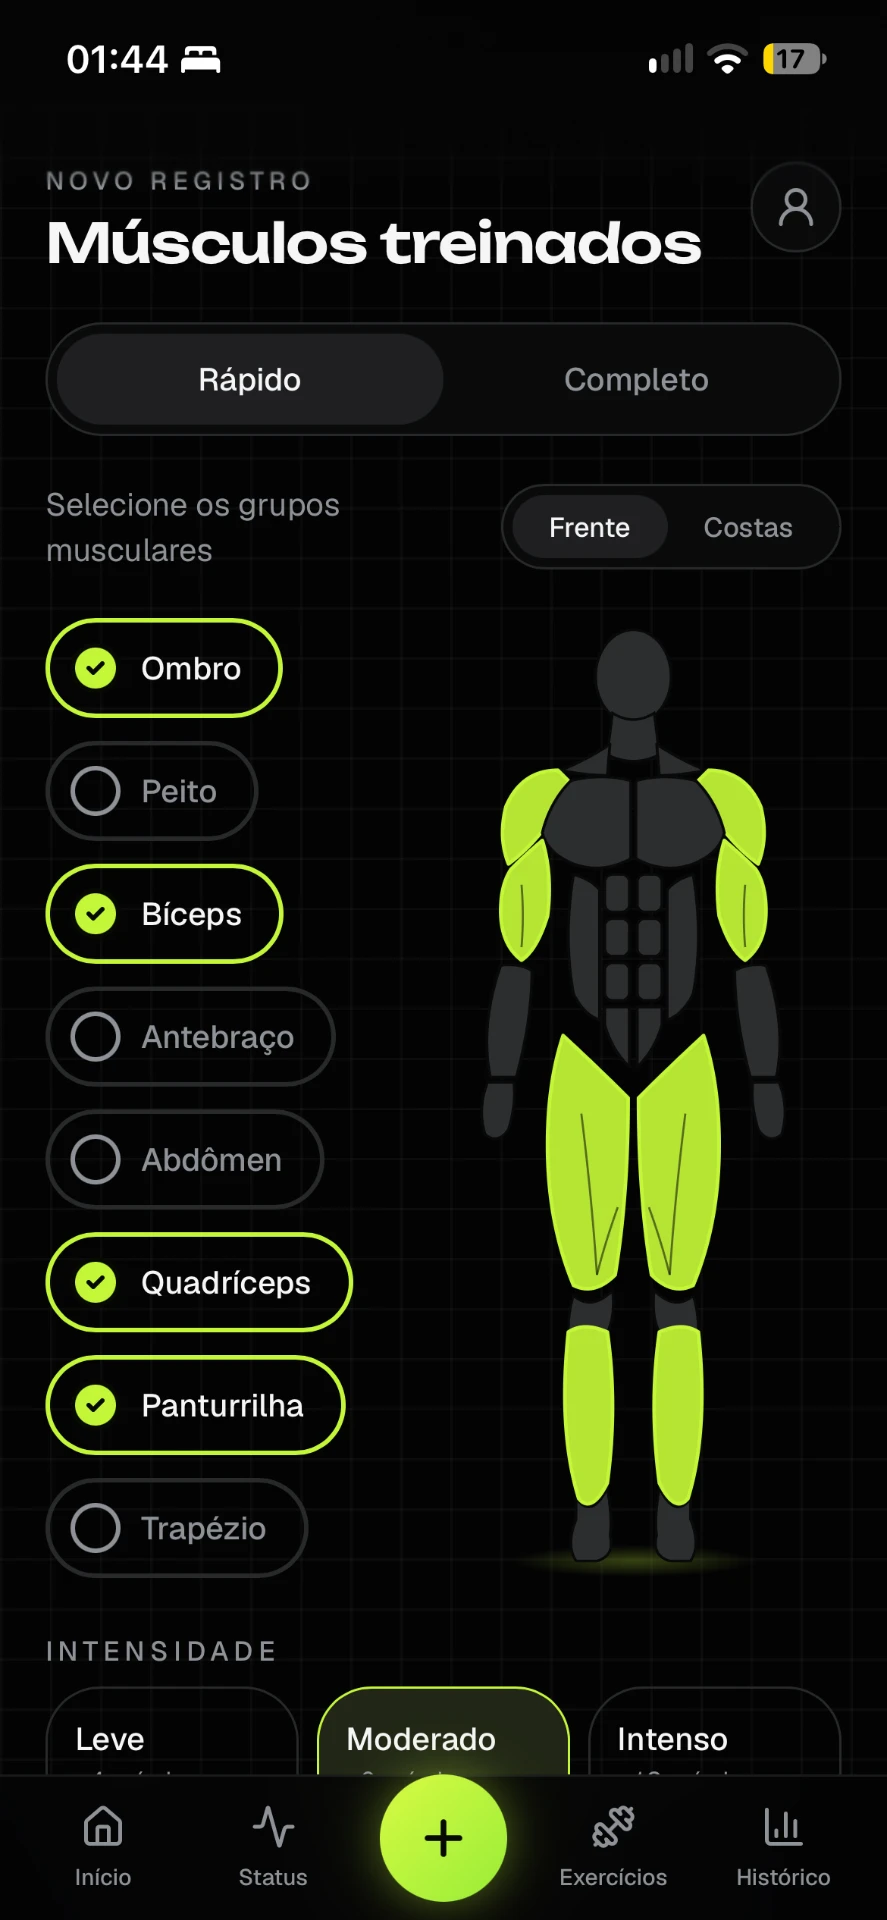 01:44
17
NOVO REGISTRO
Músculos treinados
Rápido
Completo
Selecione os grupos
musculares
Frente
Costas
Ombro
Peito
Bíceps
Antebraço
Abdômen
Quadríceps
Panturrilha
Trapézio
INTENSIDADE
Leve
Moderado
Intenso
Início
Status
Exercícios
Histórico